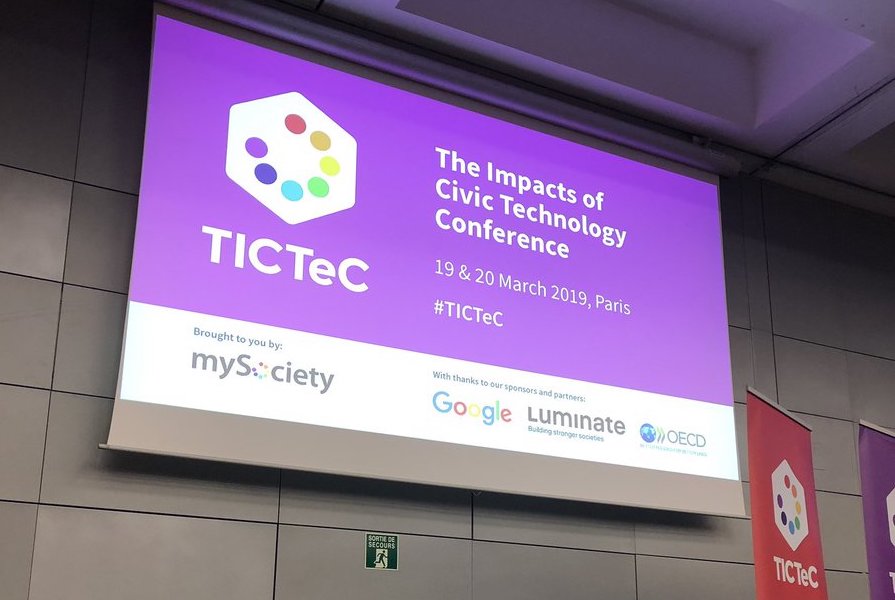 TICTeC
The Impacts of
Civic Technology
Conference
19 & 20 March 2019, Paris
#TICTeC
Brought to you by:
mySociety
With thanks to our sponsors and partners:
Google
Luminate
Building stronger societies
OECD
SORTIE DE
SECOURS
TICTeC